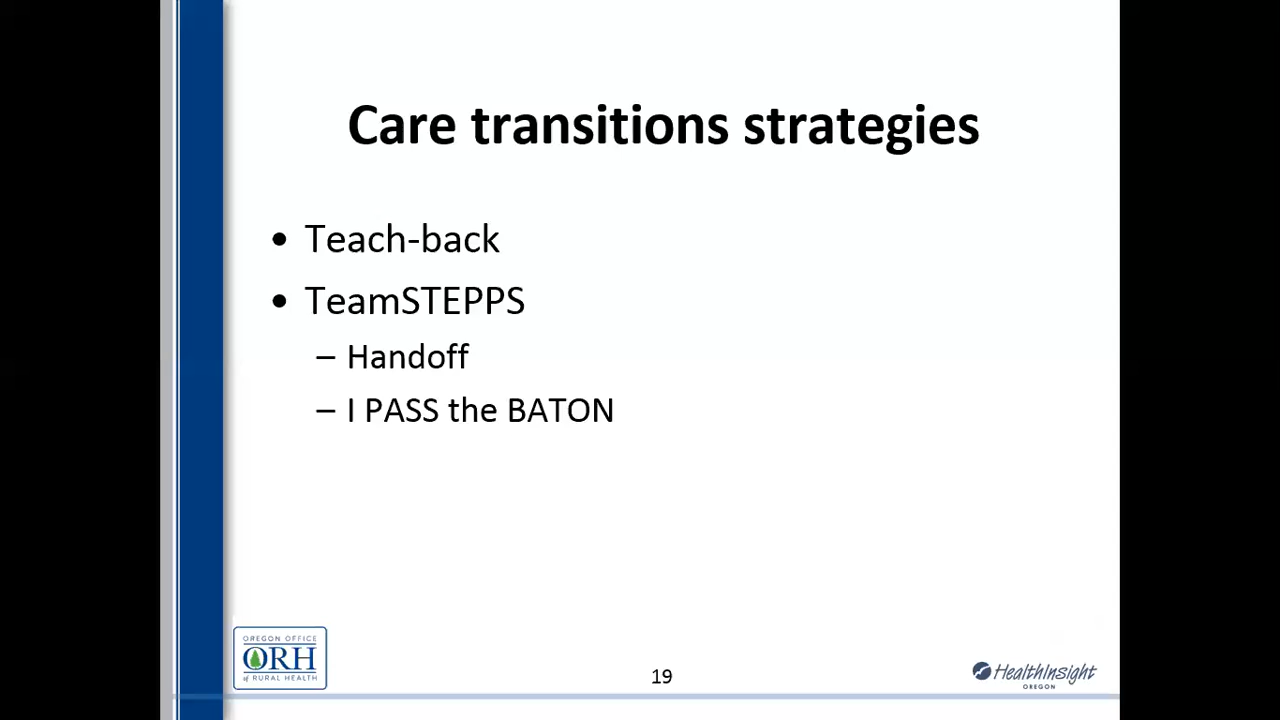 Care transitions strategies
• Teach-back
• TeamSTEPPS
– Handoff
– I PASS the BATON
OREGON OFFICE
ORH
of RURAL HEALTH
19
HealthInsight
OREGON